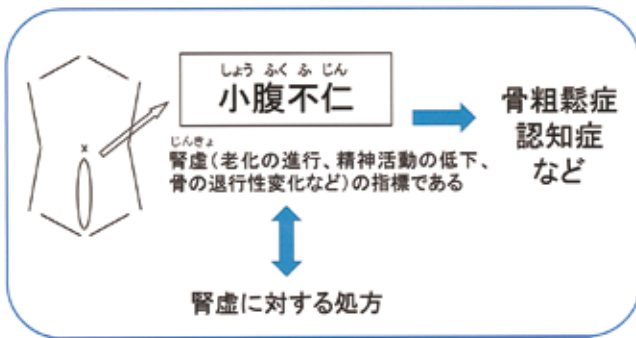 しょう ふく ふ じん
小腹不仁
骨粗鬆症
認知症
など
じんきょ
腎虚(老化の進行、精神活動の低下、
骨の退行性変化など)の指標である
腎虚に対する処方